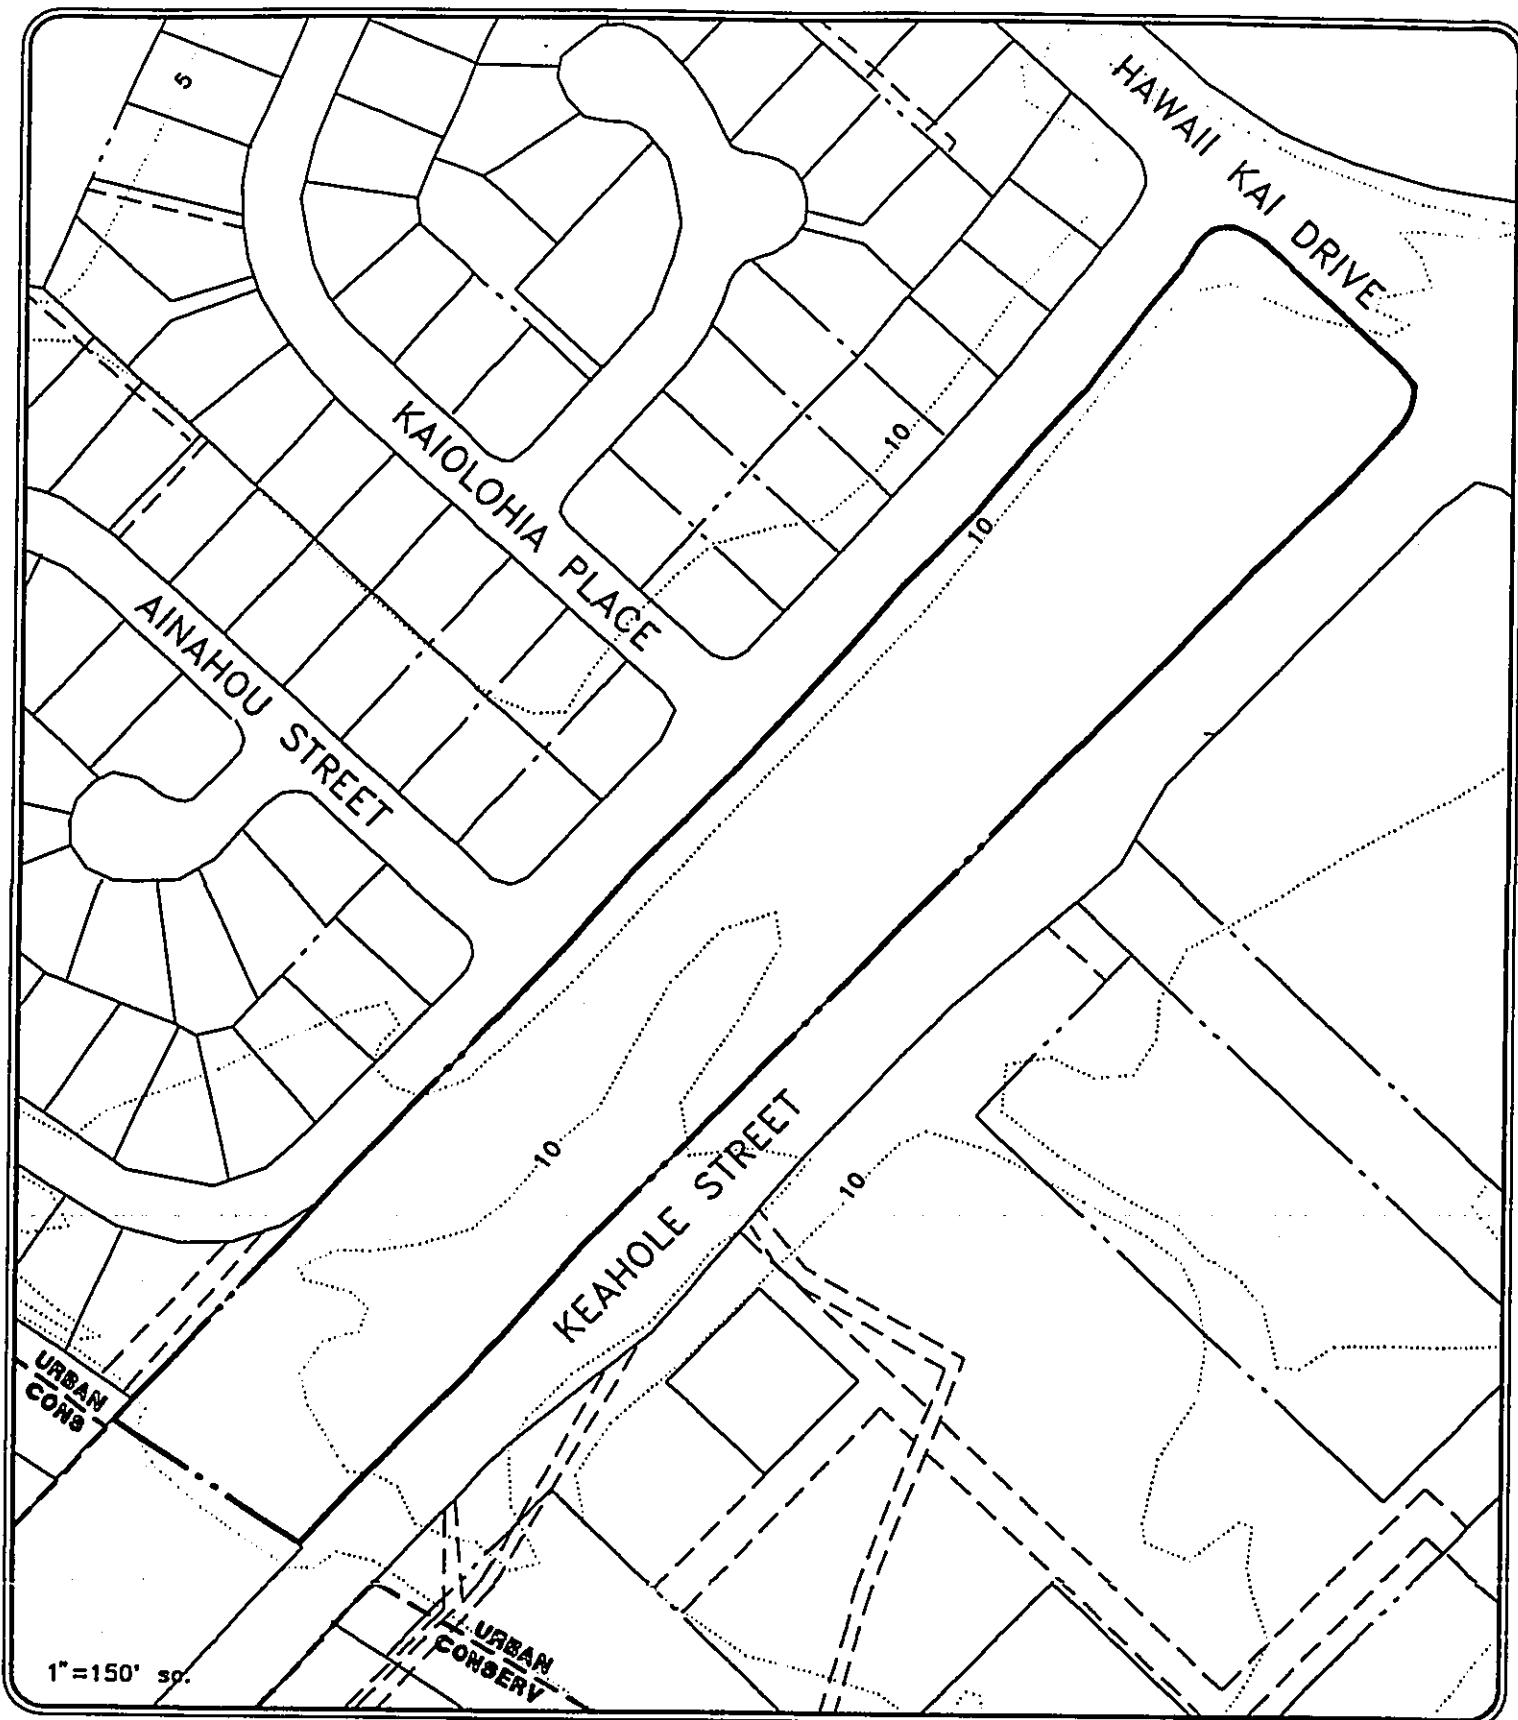 5
HAWAII KAI DRIVE
10
KAIOLOHIA PLACE
10
AINAHOU STREET
10
KEAHOLE STREET
10
URBAN
CONS
URBAN
CONSERV
1"=150' sc.